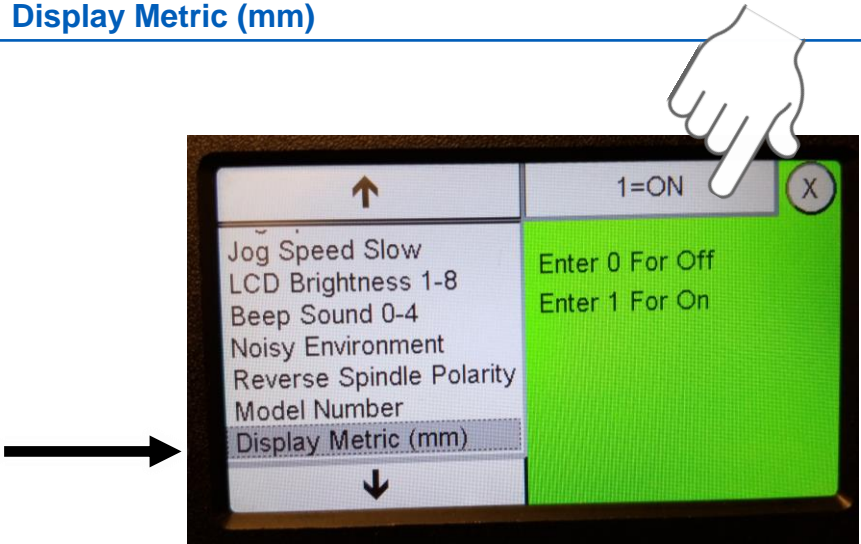 Display Metric (mm)
↑
1=ON
X
Jog Speed Slow
LCD Brightness 1-8
Beep Sound 0-4
Noisy Environment
Reverse Spindle Polarity
Model Number
Display Metric (mm)
↓
Enter 0 For Off
Enter 1 For On